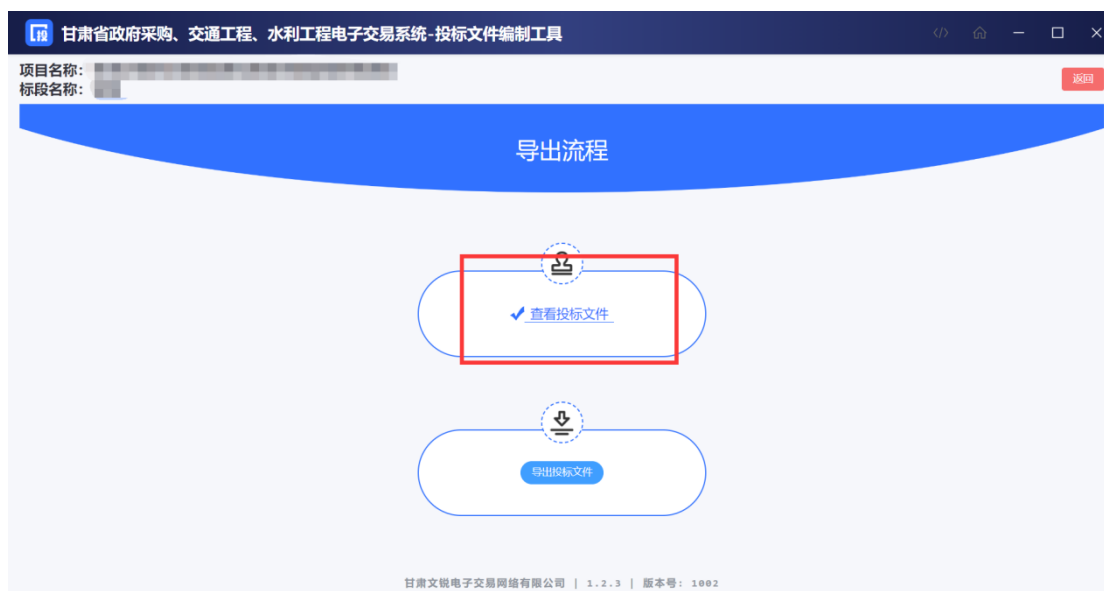 投 甘肃省政府采购、交通工程、水利工程电子交易系统-投标文件编制工具
项目名称：
返回
标段名称：
导出流程
查看投标文件
导出投标文件
甘肃文锐电子交易网络有限公司 | 1.2.3 | 版本号: 1002